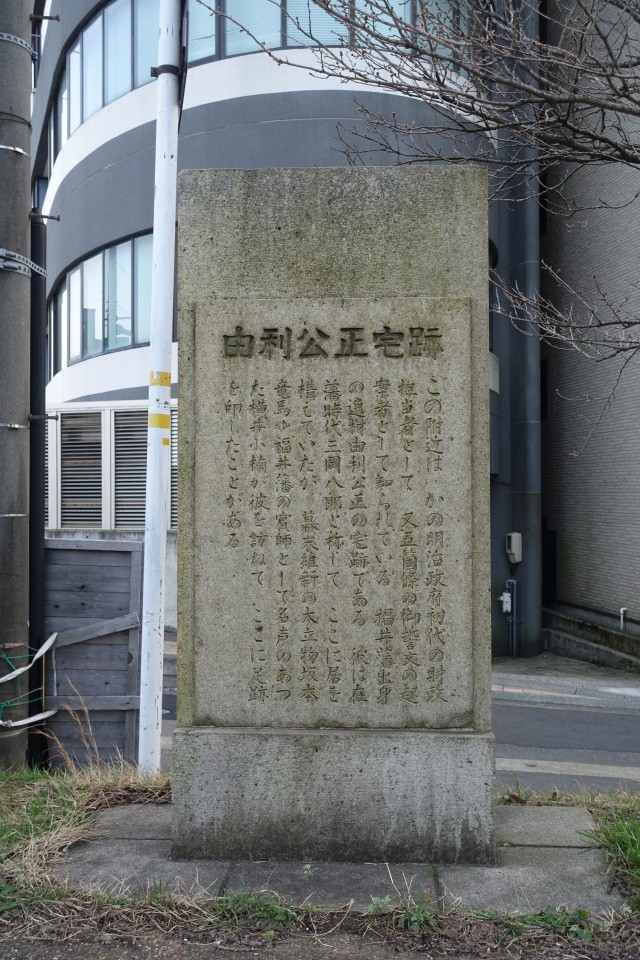 由利公正宅跡
この附近は かの明治政府初代の財政
担当者として 又五箇條の御誓文の起
案者として知られている 福井藩出身
の逸材由利公正の宅跡である 彼は在
藩時代三岡八郎と称して ここに居を
構えていたが 幕末維新の大立物坂本
竜馬や福井藩の賓師として名声のあつ
た横井小楠が彼を訪ねて ここに足跡
を印したことがある